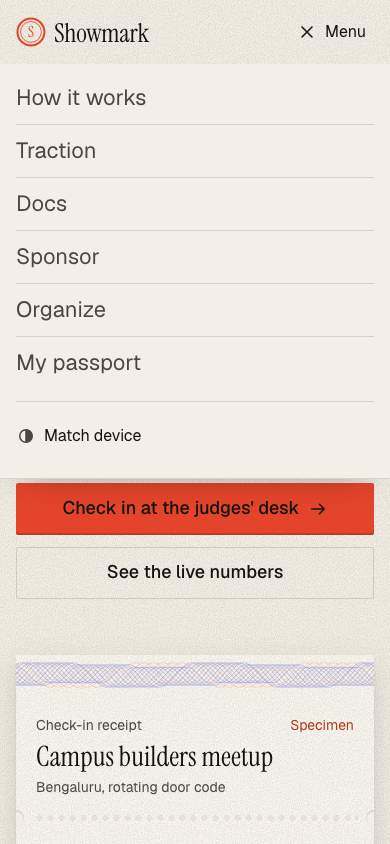 S Showmark
Menu
How it works
Traction
Docs
Sponsor
Organize
My passport
Match device
Check in at the judges' desk →
See the live numbers
Check-in receipt
Specimen
Campus builders meetup
Bengaluru, rotating door code